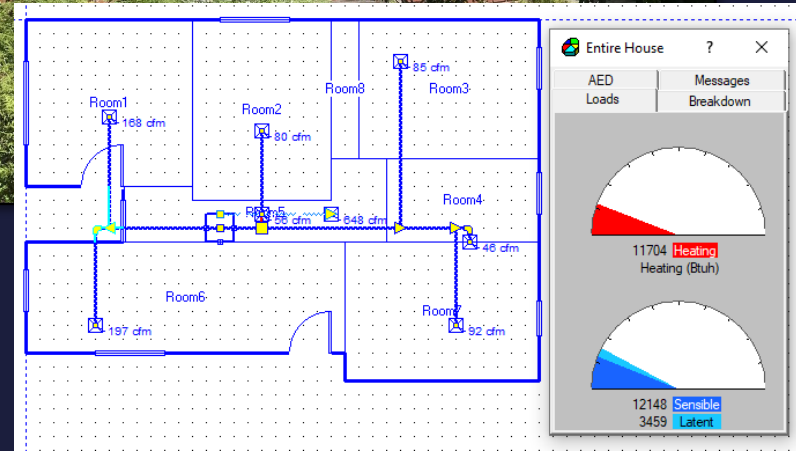 Entire House ? ×
AED Messages
Loads Breakdown
85 cfm
Room8 Room3
Room1
168 cfm
Room2
80 cfm
Room4
Room5
56 cfm
648 cfm
46 cfm
Room6
Room7
197 cfm
92 cfm
11704 Heating
Heating (Btuh)
12148 Sensible
3459 Latent